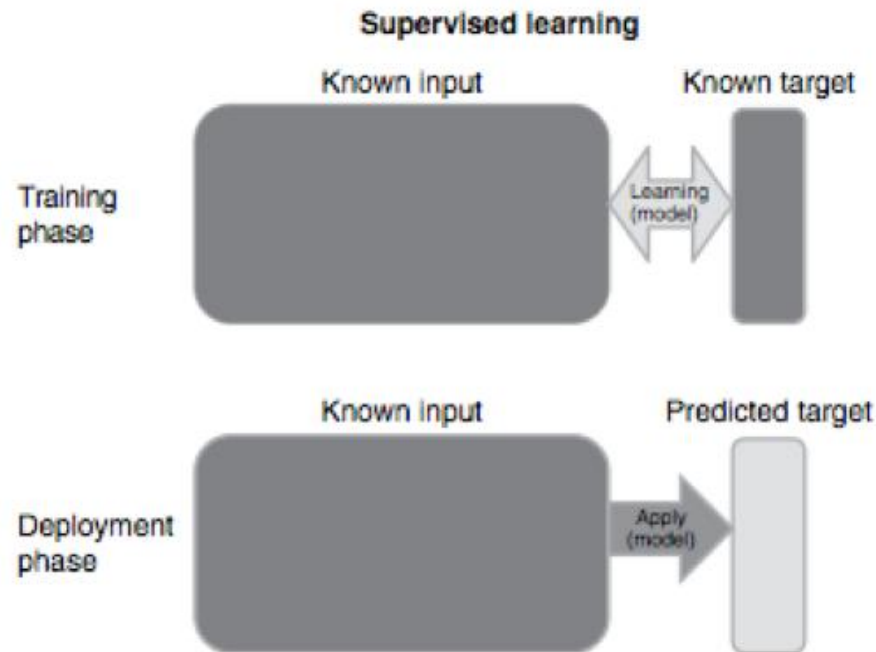 Supervised learning
Known input
Known target
Training
phase
Learning
(model)
Known input
Predicted target
Deployment
phase
Apply
(model)